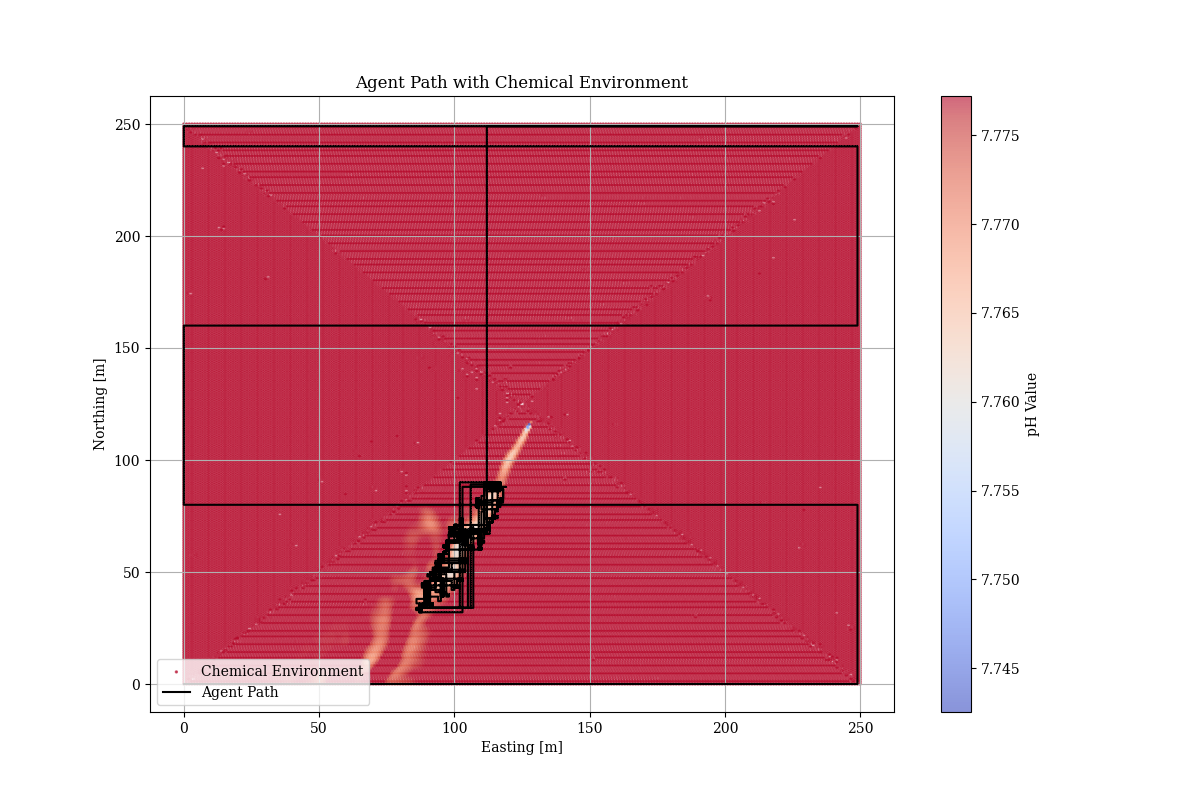 Agent Path with Chemical Environment
250
200
150
100
50
0
Northing [m]
0 50 100 150 200 250
Easting [m]
Chemical Environment
Agent Path
7.775
7.770
7.765
7.760
7.755
7.750
7.745
pH Value